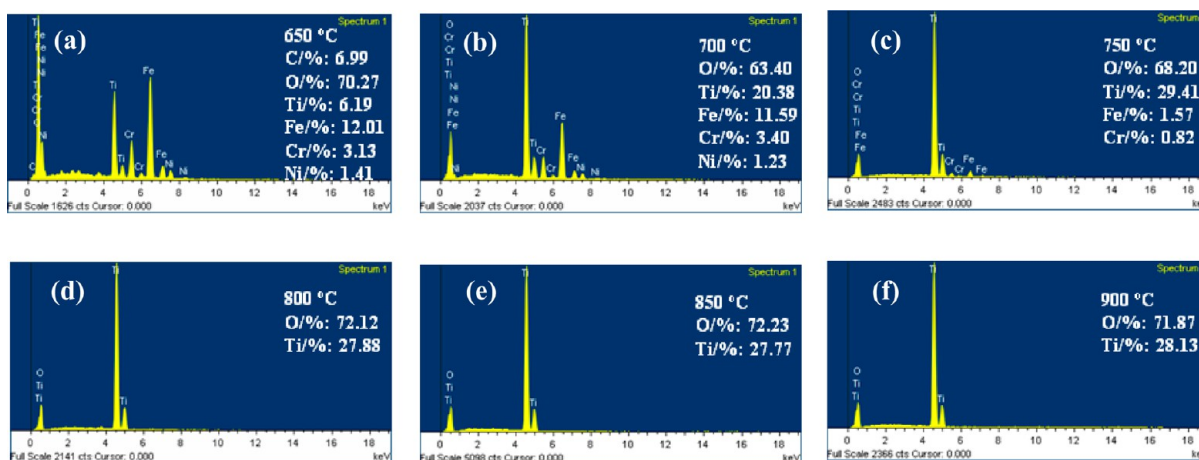 Spectrum 1
(a)
650 °C
C/%: 6.99
O/%: 70.27
Ti/%: 6.19
Fe/%: 12.01
Cr/%: 3.13
Ni/%: 1.41
Fe
Fe
Ni
Ni
Cr
Ni
Ti
Ti
Cr
Cr
Fe
Fe
Ni
Ni
0 2 4 6 8 10 12 14 16 18
Full Scale 1626 cts Cursor: 0.000 keV
Spectrum 1
(b)
700 °C
O/%: 63.40
Ti/%: 20.38
Fe/%: 11.59
Cr/%: 3.40
Ni/%: 1.23
O
Cr
Cr
Ti
Ti
Ni
Ni
Fe
Fe
Ti
Ti
Cr
Cr
Fe
Fe
Ni
Ni
0 2 4 6 8 10 12 14 16 18
Full Scale 2037 cts Cursor: 0.000 keV
Spectrum
(c)
750 °C
O/%: 68.20
Ti/%: 29.41
Fe/%: 1.57
Cr/%: 0.82
O
Cr
Cr
Ti
Ti
Fe
Fe
Ti
Ti
Cr
Cr
Fe
Fe
0 2 4 6 8 10 12 14 16 18
Full Scale 2483 cts Cursor: 0.000
Spectrum 1
(d)
800 °C
O/%: 72.12
Ti/%: 27.88
O
Ti
Ti
Ti
Ti
0 2 4 6 8 10 12 14 16 18
Full Scale 2141 cts Cursor: 0.000 keV
Spectrum 1
(e)
850 °C
O/%: 72.23
Ti/%: 27.77
O
Ti
Ti
Ti
Ti
0 2 4 6 8 10 12 14 16 18
Full Scale 5098 cts Cursor: 0.000 keV
Spectrum
(f)
900 °C
O/%: 71.87
Ti/%: 28.13
O
Ti
Ti
Ti
Ti
0 2 4 6 8 10 12 14 16 18
Full Scale 2366 cts Cursor: 0.000